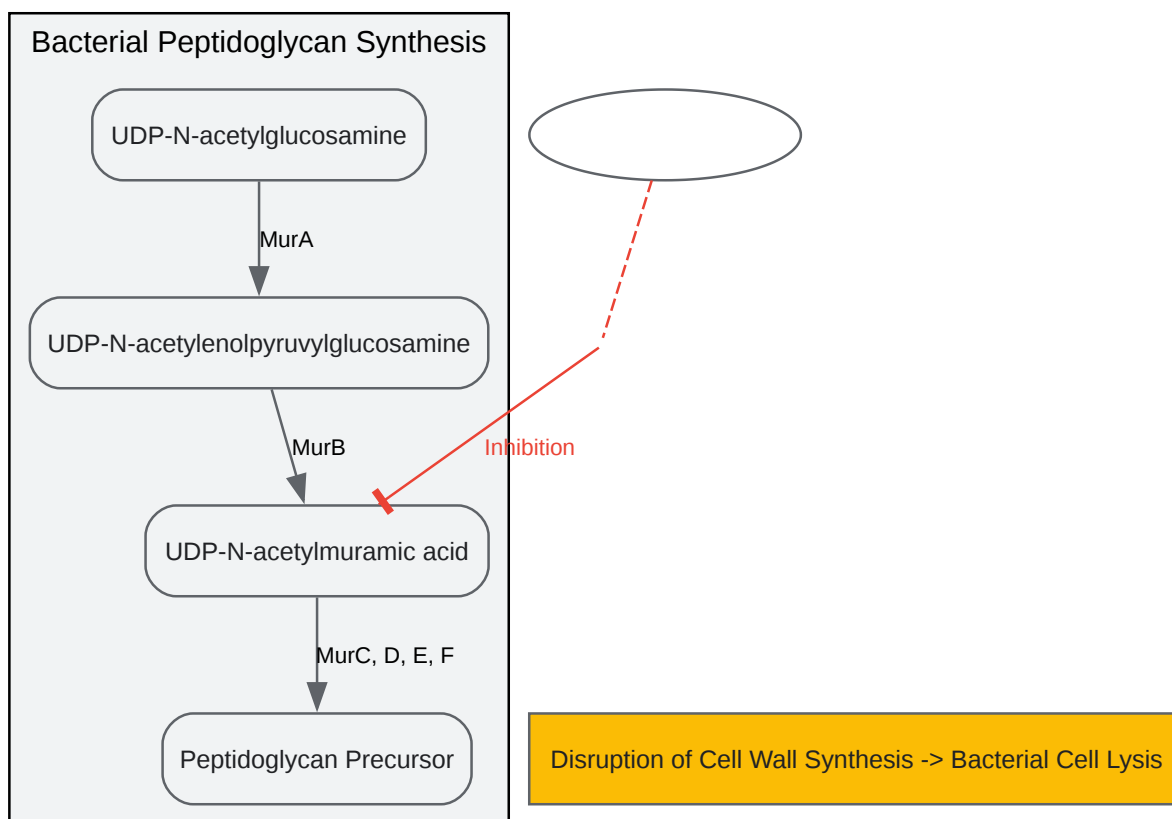 Bacterial Peptidoglycan Synthesis
UDP-N-acetylglucosamine
MurA
UDP-N-acetylenolpyruvylglucosamine
MurB
Inhibition
UDP-N-acetylmuramic acid
MurC, D, E, F
Peptidoglycan Precursor
Disruption of Cell Wall Synthesis -> Bacterial Cell Lysis